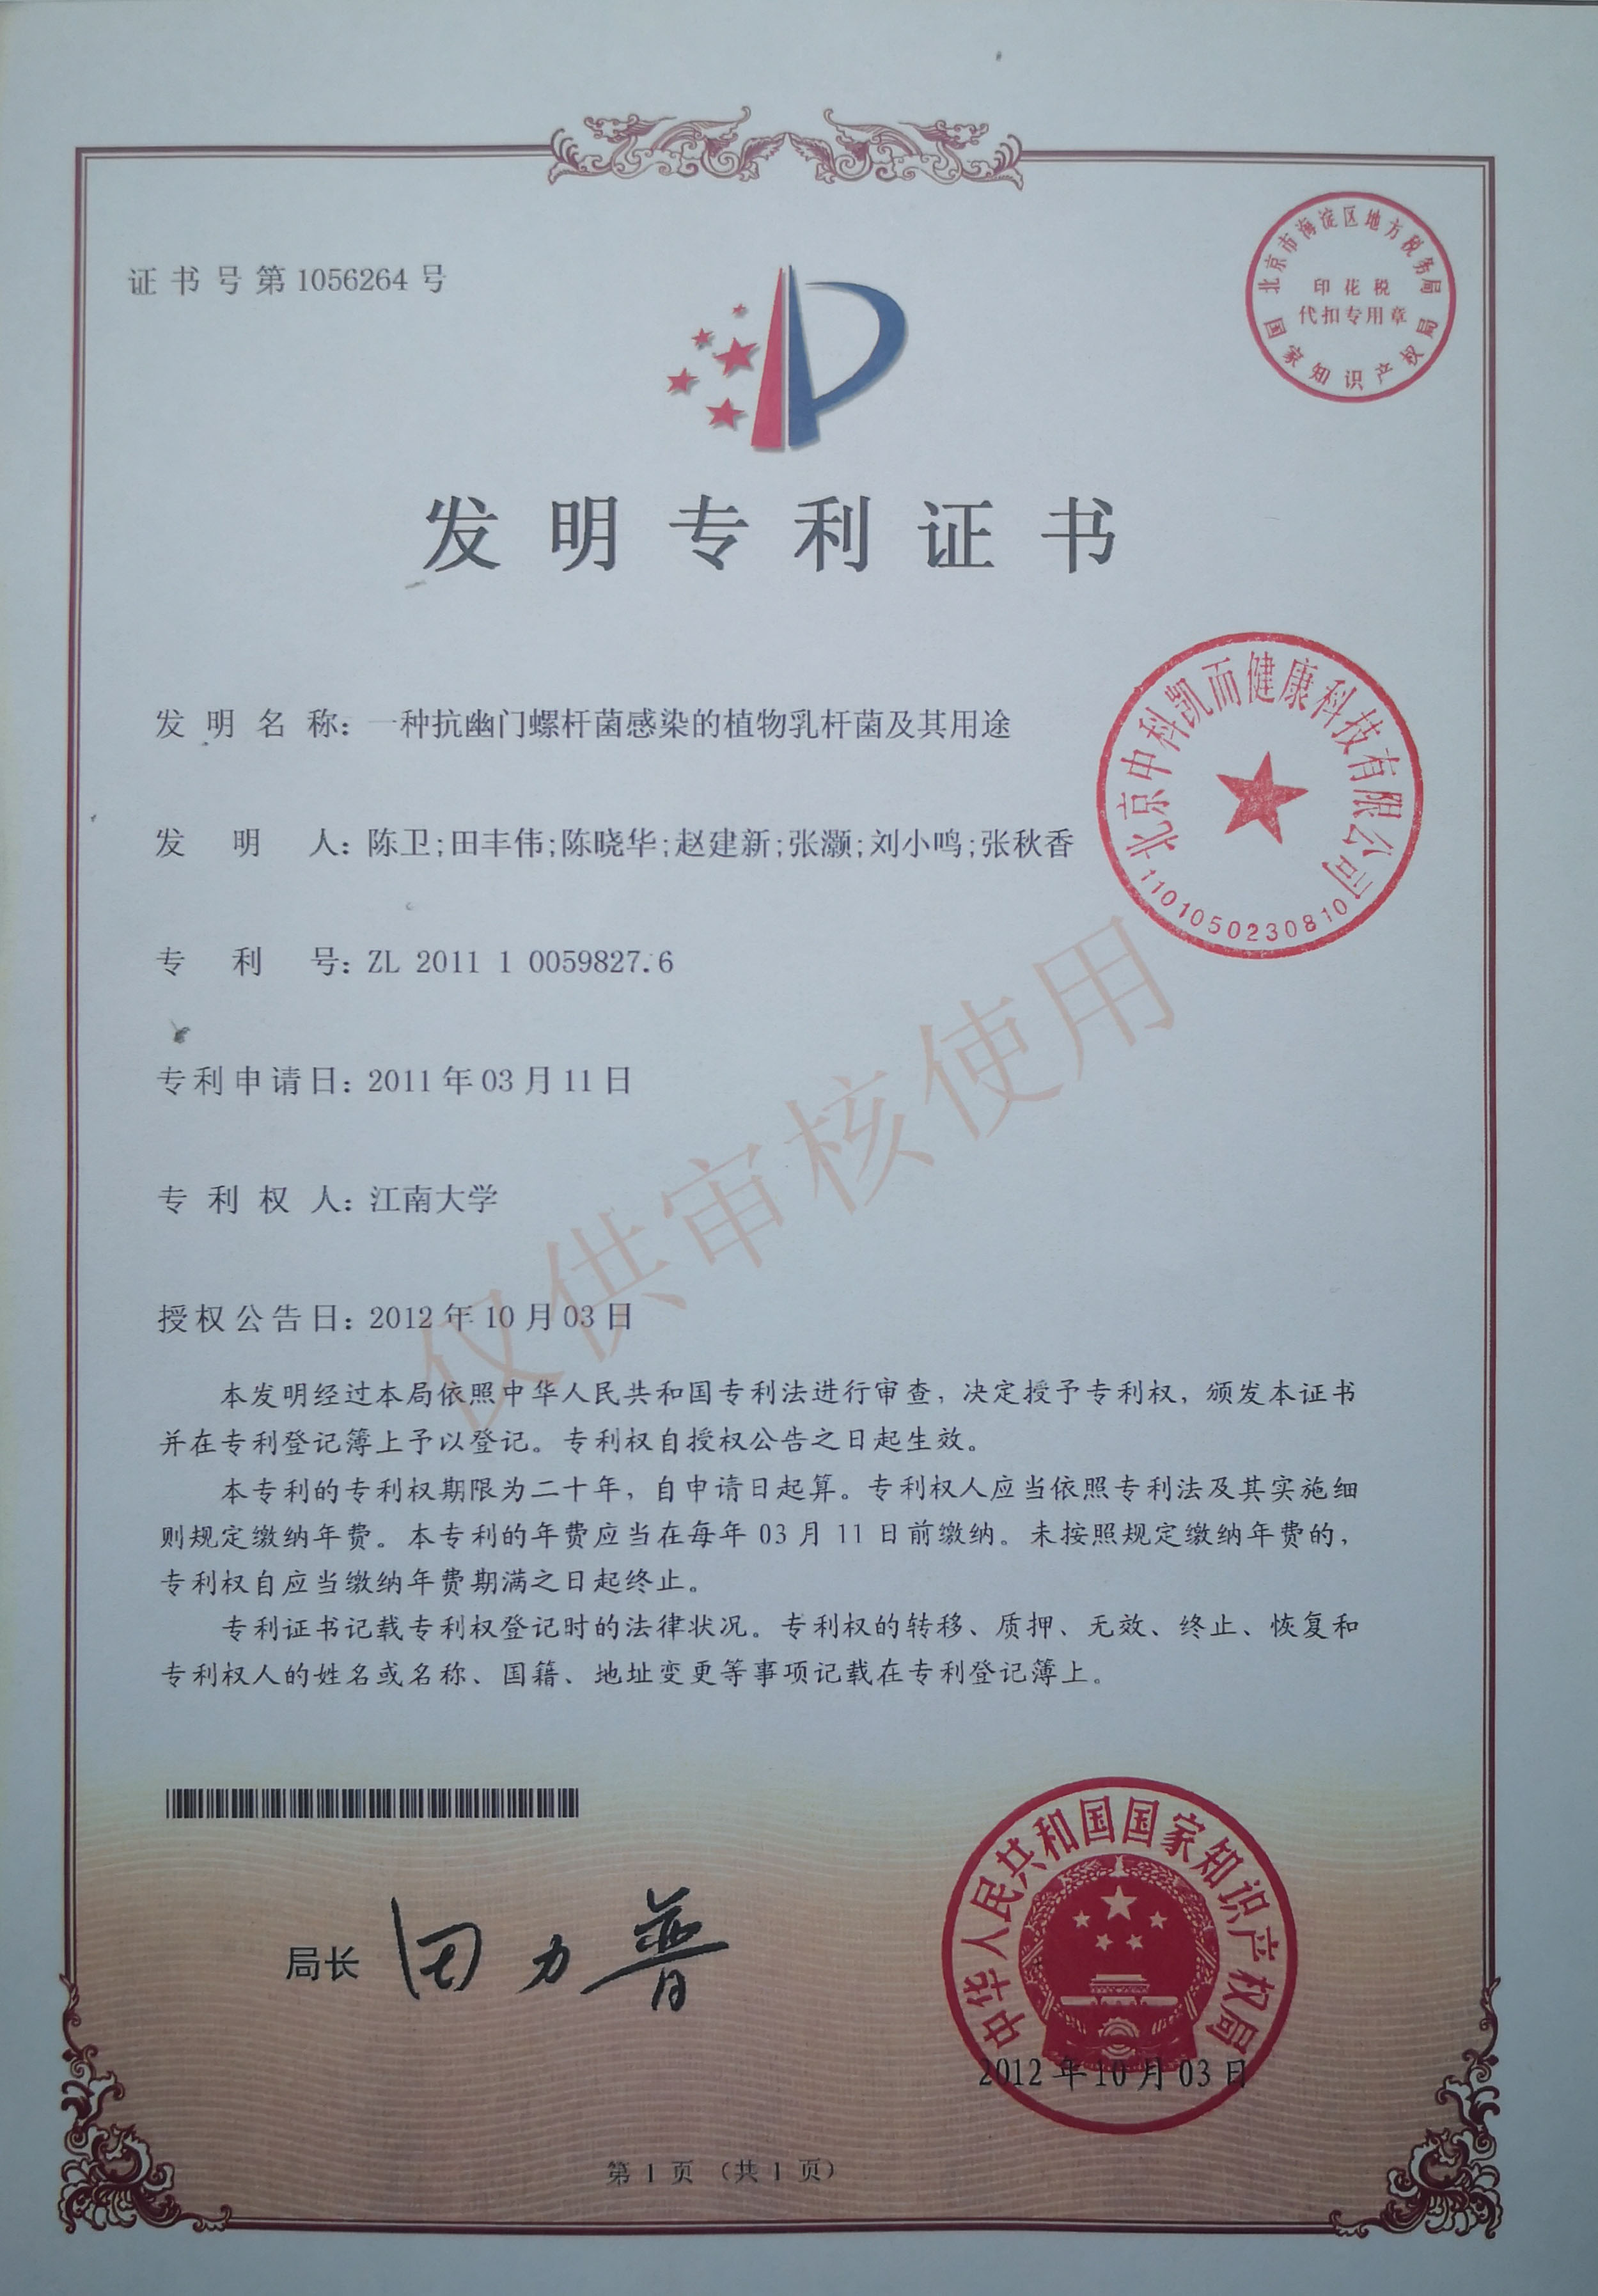 证书号第1056264号
北京市海淀区地方税务局
印花税
代扣专用章
国家知识产权局
发明专利证书
发明名称：一种抗幽门螺杆菌感染的植物乳杆菌及其用途
发明人：陈卫;田丰伟;陈晓华;赵建新;张灏;刘小鸣;张秋香
北京中科凯而健康科技有限公司
1101050230810
专利号：ZL 2011 1 0059827.6
专利申请日：2011年03月11日
专利权人：江南大学
授权公告日：2012年10月03日
仅供审核使用
本发明经过本局依照中华人民共和国专利法进行审查，决定授予专利权，颁发本证书
并在专利登记簿上予以登记。专利权自授权公告之日起生效。
本专利的专利权期限为二十年，自申请日起算。专利权人应当依照专利法及其实施细
则规定缴纳年费。本专利的年费应当在每年 03 月 11 日前缴纳。未按照规定缴纳年费的，
专利权自应当缴纳年费期满之日起终止。
专利证书记载专利权登记时的法律状况。专利权的转移、质押、无效、终止、恢复和
专利权人的姓名或名称、国籍、地址变更等事项记载在专利登记簿上。
局长 田力普
中华人民共和国国家知识产权局
2012年10月03日
第 1 页 （共 1 页）